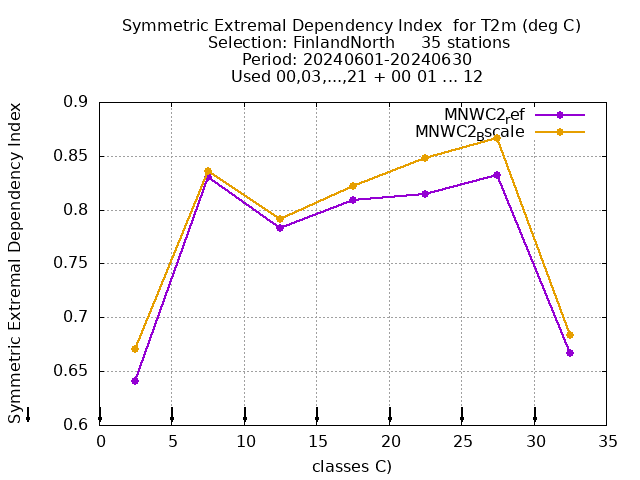 Symmetric Extremal Dependency Index  for T2m (deg C)
Selection: FinlandNorth     35 stations
Period: 20240601-20240630
Used 00,03,...,21 + 00 01 ... 12
Symmetric Extremal Dependency Index
0.9
0.85
0.8
0.75
0.7
0.65
0.6
MNWC2ref
MNWC2Bscale
0 5 10 15 20 25 30 35
classes C)